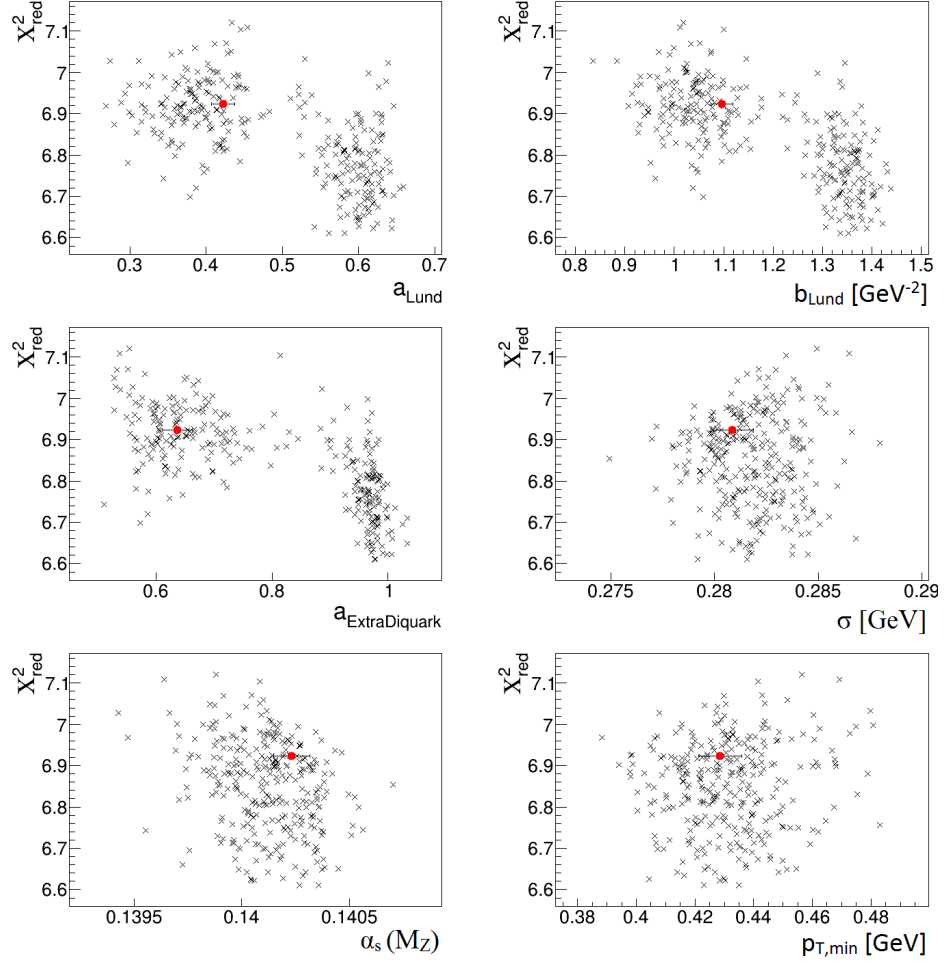 X²red
7.1
7
6.9
6.8
6.7
6.6
0.3 0.4 0.5 0.6 0.7
aLund
X²red
7.1
7
6.9
6.8
6.7
6.6
0.8 0.9 1 1.1 1.2 1.3 1.4 1.5
bLund [GeV⁻²]
X²red
7.1
7
6.9
6.8
6.7
6.6
0.6 0.8 1
aExtraDiquark
X²red
7.1
7
6.9
6.8
6.7
6.6
0.275 0.28 0.285 0.29
σ [GeV]
X²red
7.1
7
6.9
6.8
6.7
6.6
0.1395 0.14 0.1405
αs (MZ)
X²red
7.1
7
6.9
6.8
6.7
6.6
0.38 0.4 0.42 0.44 0.46 0.48
pT,min [GeV]